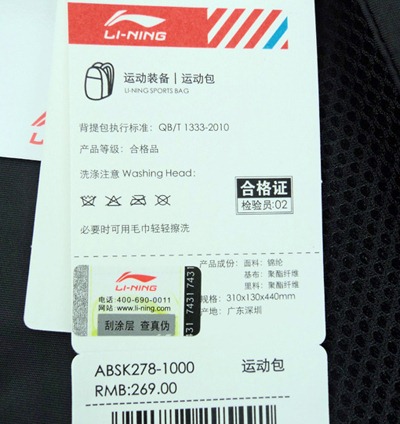 LI-NING
运动装备 | 运动包
LI-NING SPORTS BAG
背提包执行标准: QB/T 1333-2010
产品等级: 合格品
洗涤注意 Washing Head:
合格证
检验员:02
必要时可用毛巾轻轻擦洗
产品成份: 面料: 锦纶
基布: 聚酯纤维
里料: 聚酯纤维
规格: 310x130x440mm
产地: 广东深圳
LI-NING
电话 400-690-0011
网站 www.li-ning.com
刮涂层 查真伪
7431 7431 743
ABSK278-1000 运动包
RMB:269.00